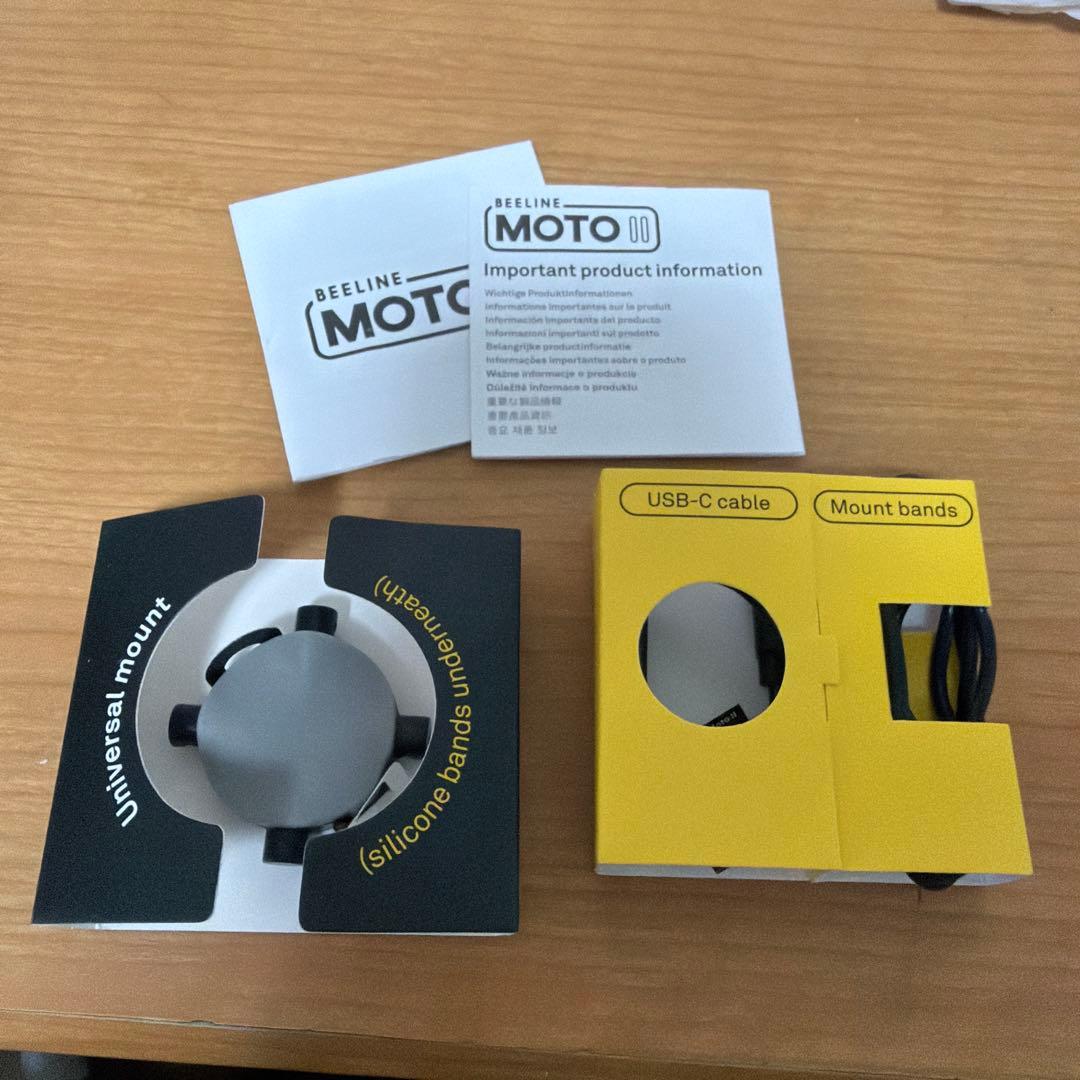 BEELINE
MOTO
BEELINE
MOTO II
Important product information
Wichtige Produktinformationen
Informations importantes sur le produit
Información importante del producto
Informazioni importanti sul prodotto
Belangrijke productinformatie
Informações importantes sobre o produto
Ważne informacje o produkcie
Důležité informace o produktu
重要な製品情報
重要產品資訊
중요 제품 정보
USB-C cable
Mount bands
Universal mount
(silicone bands underneath)